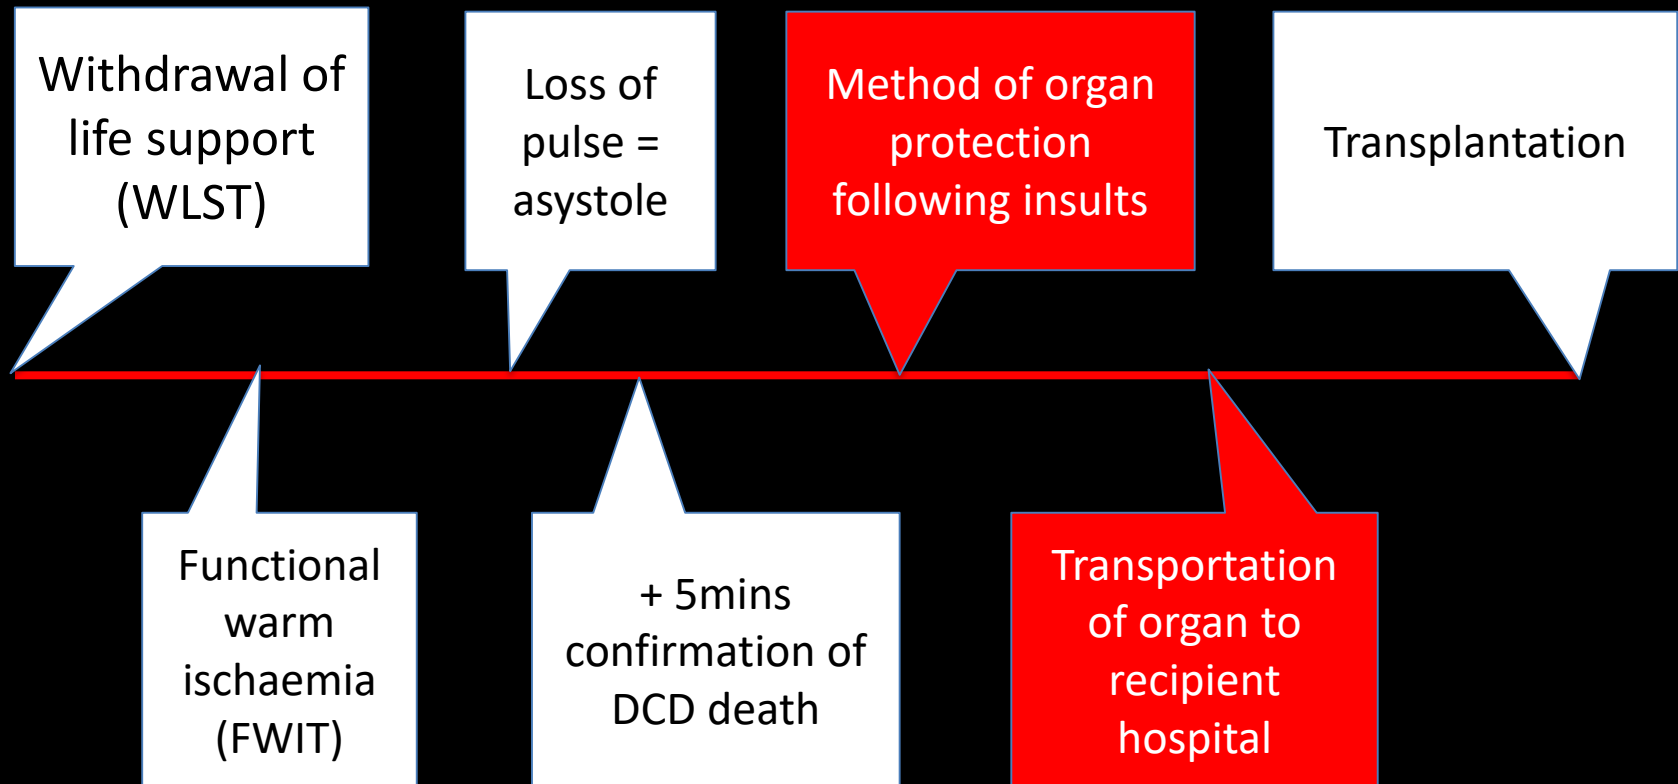 Withdrawal of
life support
(WLST)
Loss of
pulse =
asystole
Method of organ
protection
following insults
Transplantation
Functional
warm
ischaemia
(FWIT)
+ 5mins
confirmation of
DCD death
Transportation
of organ to
recipient
hospital